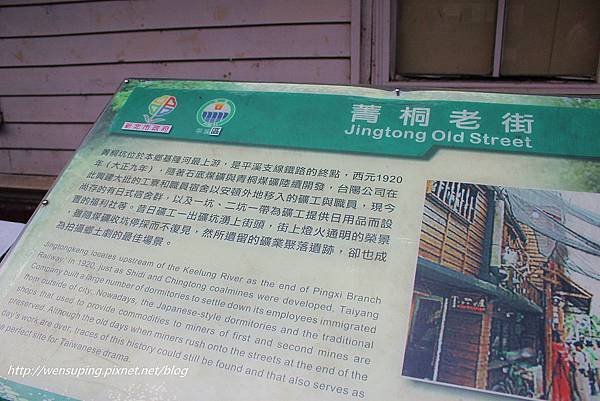 新北市政府
平溪區
菁桐老街
Jingtong Old Street
菁桐坑位於本鄉基隆河最上游，是平溪支線鐵路的終點，西元1920
年（大正九年），隨著石底煤礦與菁桐煤礦陸續開發，台陽公司在
此興建大批的工寮和職員宿舍以安頓外地移入的礦工與職員，現今
尚存的有日式宿舍群，以及一坑、二坑一帶為礦工提供日用品而設
置的福利社等。昔日礦工一出礦坑湧上街頭，街上燈火通明的榮景
，雖隨煤礦收坑停採而不復見，然所遺留的礦業聚落遺跡，卻也成
為拍攝鄉土劇的最佳場景。
Jingtongkeng locates upstream of the Keelung River as the end of Pingxi Branch
Railway. In 1920, just as Shidi and Chingtong coalmines were developed, Taiyang
Company built a large number of dormitories to settle down its employees immigrated
from outside of city. Nowadays, the Japanese-style dormitories and the traditional
shops that used to provide commodities to miners of first and second mines are
preserved. Although the old days when miners rush onto the streets at the end of the
day's work are over, traces of this history could still be found and that also serves as
the perfect site for Taiwanese drama.
http://wensuping.pixnet.net/blog